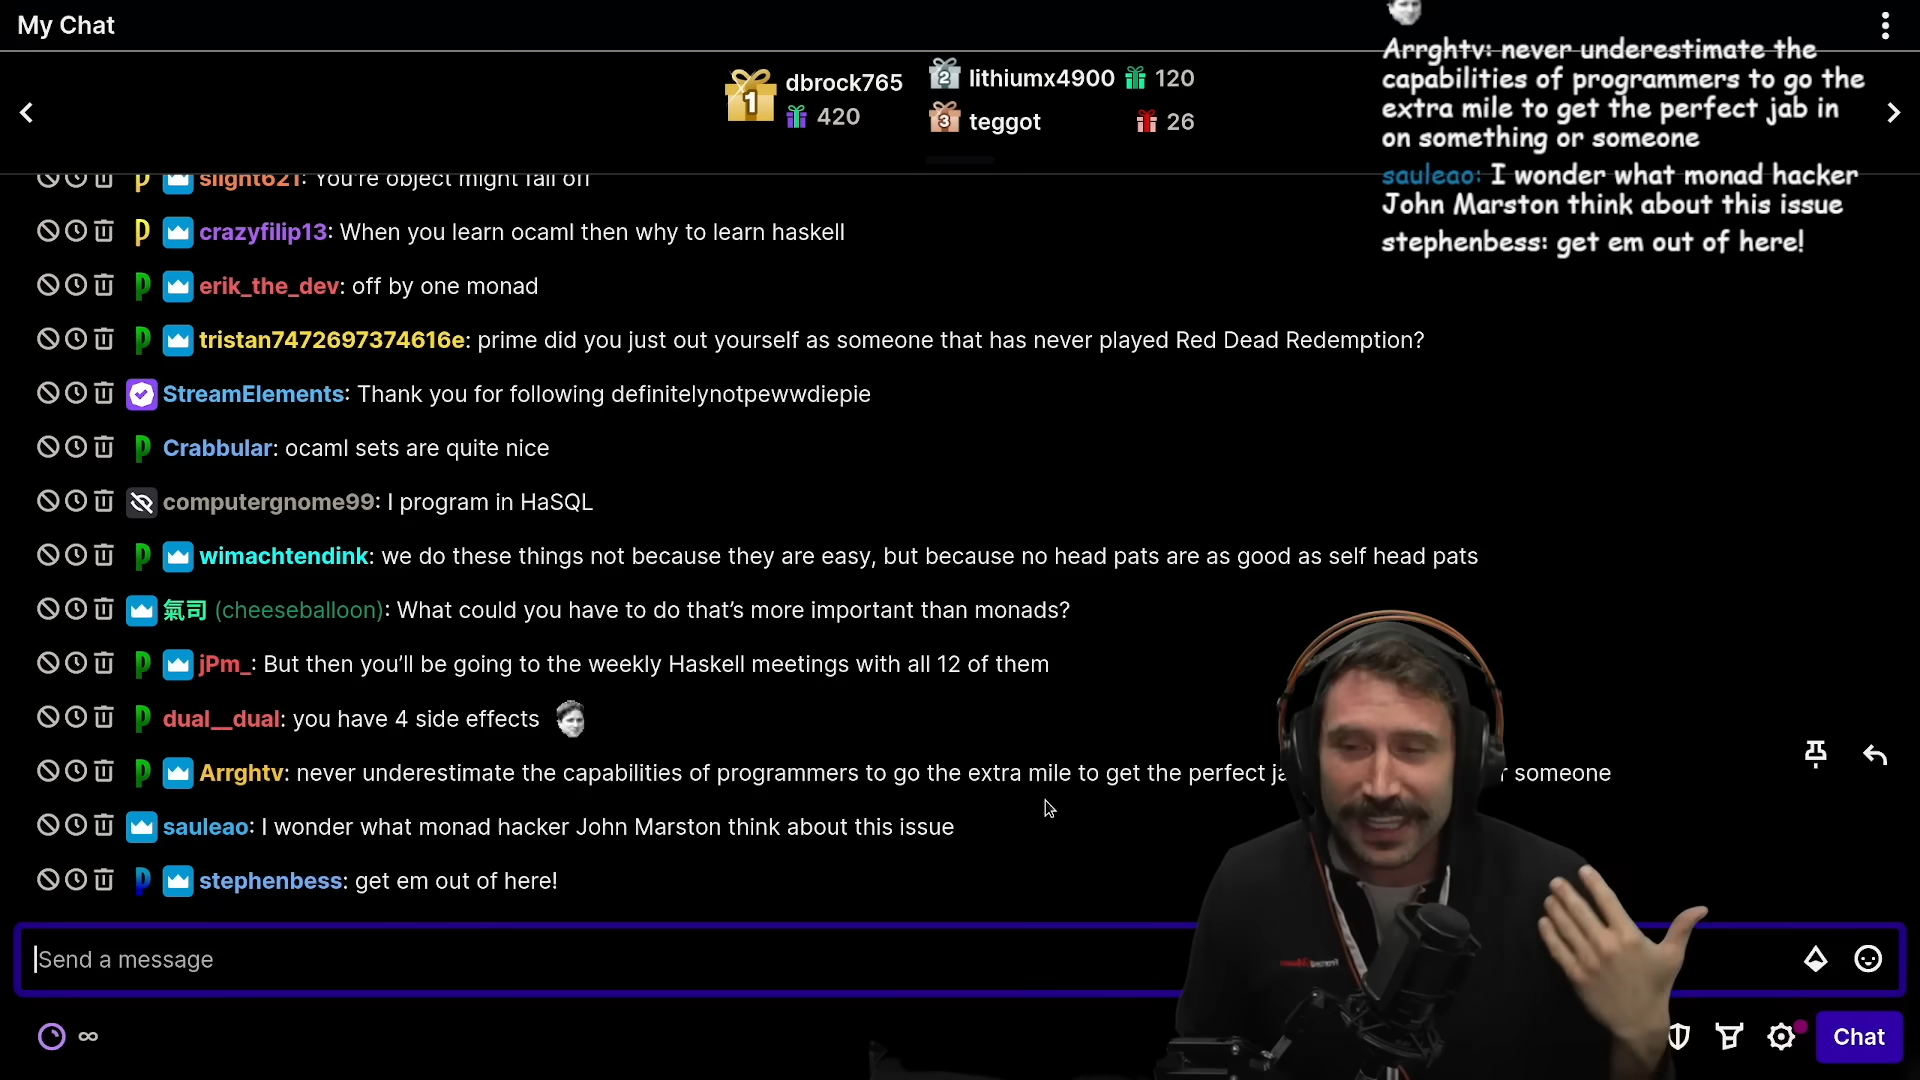 My Chat
dbrock765
420
2 lithiumx4900 120
1
3 teggot 26
Arrghtv: never underestimate the
capabilities of programmers to go the
extra mile to get the perfect jab in
on something or someone
sauleao: I wonder what monad hacker
John Marston think about this issue
stephenbess: get em out of here!
slight621: You're object might fall off
crazyfilip13: When you learn ocaml then why to learn haskell
erik_the_dev: off by one monad
tristan7472697374616e: prime did you just out yourself as someone that has never played Red Dead Redemption?
StreamElements: Thank you for following definitelynotpewwdiepie
Crabbular: ocaml sets are quite nice
computergnome99: I program in HaSQL
wimachtendink: we do these things not because they are easy, but because no head pats are as good as self head pats
氣司 (cheeseballoon): What could you have to do that's more important than monads?
jPm_: But then you'll be going to the weekly Haskell meetings with all 12 of them
dual__dual: you have 4 side effects
Arrghtv: never underestimate the capabilities of programmers to go the extra mile to get the perfect someone
sauleao: I wonder what monad hacker John Marston think about this issue
stephenbess: get em out of here!
Send a message
∞
Chat